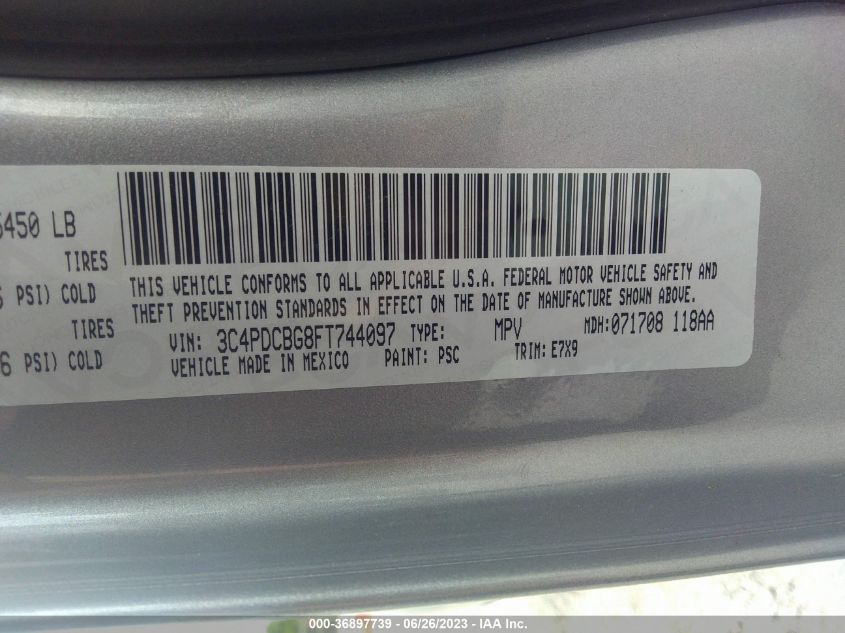 5450 LB
TIRES
PSI) COLD
TIRES
6 PSI) COLD
THIS VEHICLE CONFORMS TO ALL APPLICABLE U.S.A. FEDERAL MOTOR VEHICLE SAFETY AND
THEFT PREVENTION STANDARDS IN EFFECT ON THE DATE OF MANUFACTURE SHOWN ABOVE.
VIN: 3C4PDCBG8FT744097 TYPE: MPV MDH:071708 118AA
VEHICLE MADE IN MEXICO PAINT: PSC TRIM: E7X9
000-36897739 - 06/26/2023 - IAA Inc.